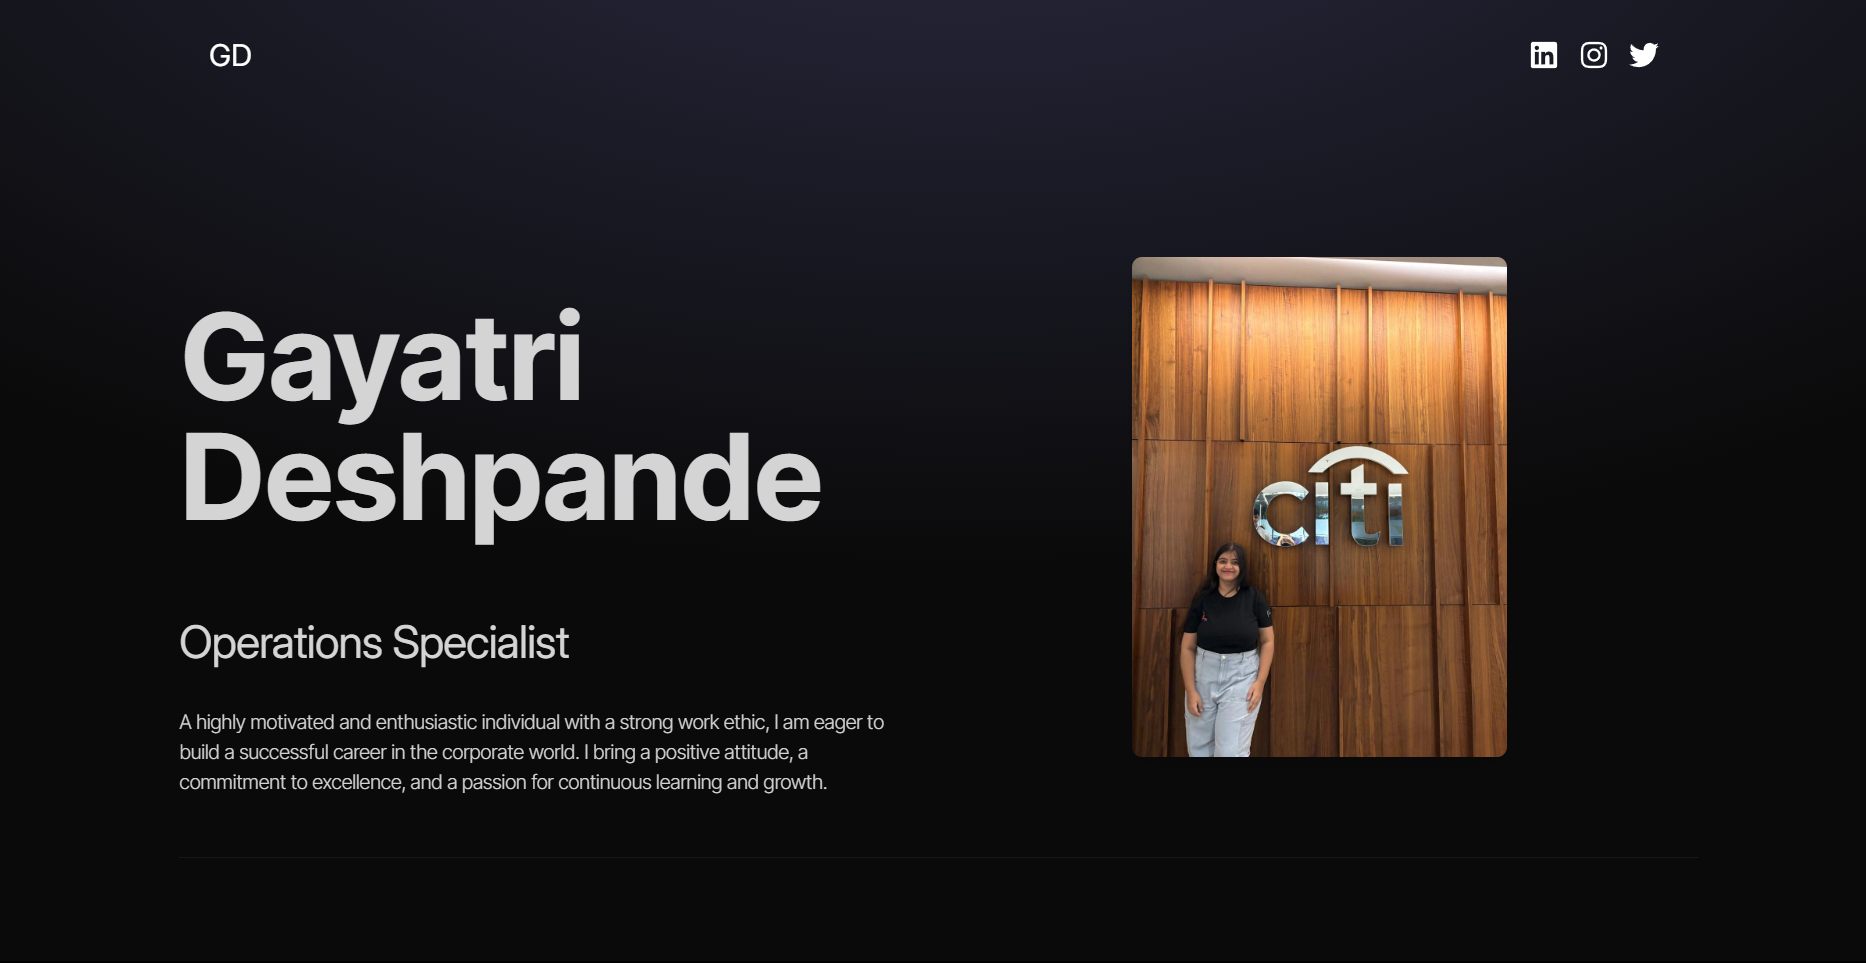 GD
Gayatri
Deshpande
Operations Specialist
A highly motivated and enthusiastic individual with a strong work ethic, I am eager to
build a successful career in the corporate world. I bring a positive attitude, a
commitment to excellence, and a passion for continuous learning and growth.
citi